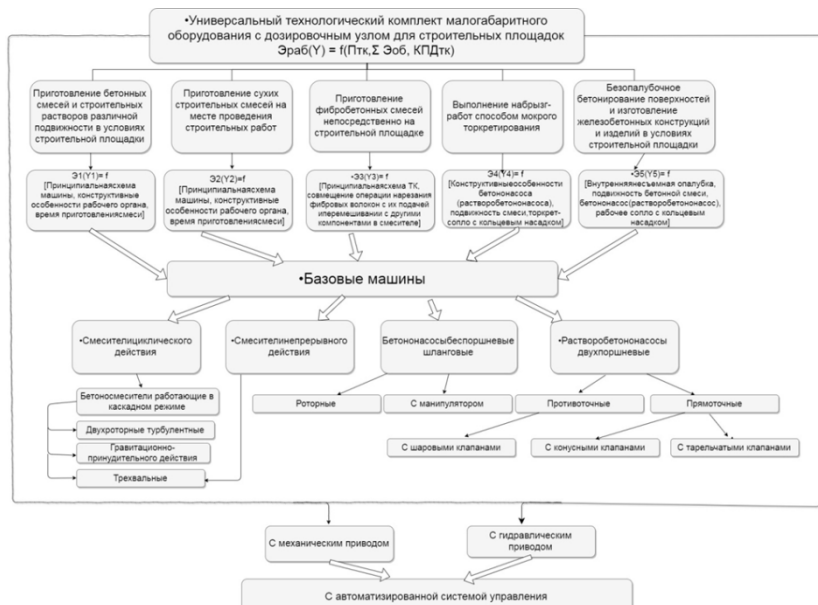 •Универсальный технологический комплект малогабаритного
оборудования с дозировочным узлом для строительных площадок
Эраб(Y) = f(Птк,Σ Эоб, КПДтк)
Приготовление бетонных
смесей и строительных
растворов различной
подвижности в условиях
строительной площадки
Приготовление сухих
строительных смесей на
месте проведения
строительных работ
Приготовление
фибробетонных смесей
непосредственно на
строительной площадке
Выполнение набрызг-
работ способом мокрого
торкретирования
Безопалубочное
бетонирование поверхностей
и изготовление
железобетонных конструкций
и изделий в условиях
строительной площадки
Э1(Y1)= f
[Принципиальнаясхема
машины, конструктивные
особенности рабочего органа,
время приготовлениясмеси]
Э2(Y2)=f
[Принципиальнаясхема
машины, конструктивные
особенности рабочего органа,
время приготовлениясмеси]
•Э3(Y3)= f
[Принципиальнаясхема ТК,
совмещение операции нарезания
фибровых волокон с их подачей
иперемешивании с другими
компонентами в смесителе]
Э4(Y4)= f
[Конструктивныеособенности
бетононасоса
(растворобетононасоса),
подвижность смеси,торкрет-
сопло с кольцевым насадком]
•Э5(Y5)= f
[Внутренняянесъемная опалубка,
подвижность бетонной смеси,
бетононасос(растворобетононасос),
рабочее сопло с кольцевым
насадком]
•Базовые машины
•Смесителициклического
действия
•Смесителинепрерывного
действия
Бетононасосыбеспоршневые
шланговые
•Растворобетононасосы
двухпоршневые
Бетоносмесители работающие в
каскадном режиме
Двухроторные турбулентные
Гравитационно-
принудительного действия
Трехвальные
Роторные
С манипулятором
Противоточные
Прямоточные
С шаровыми клапанами
С конусными клапанами
С тарельчатыми клапанами
С механическим приводом
С гидравлическим
приводом
С автоматизированной системой управления